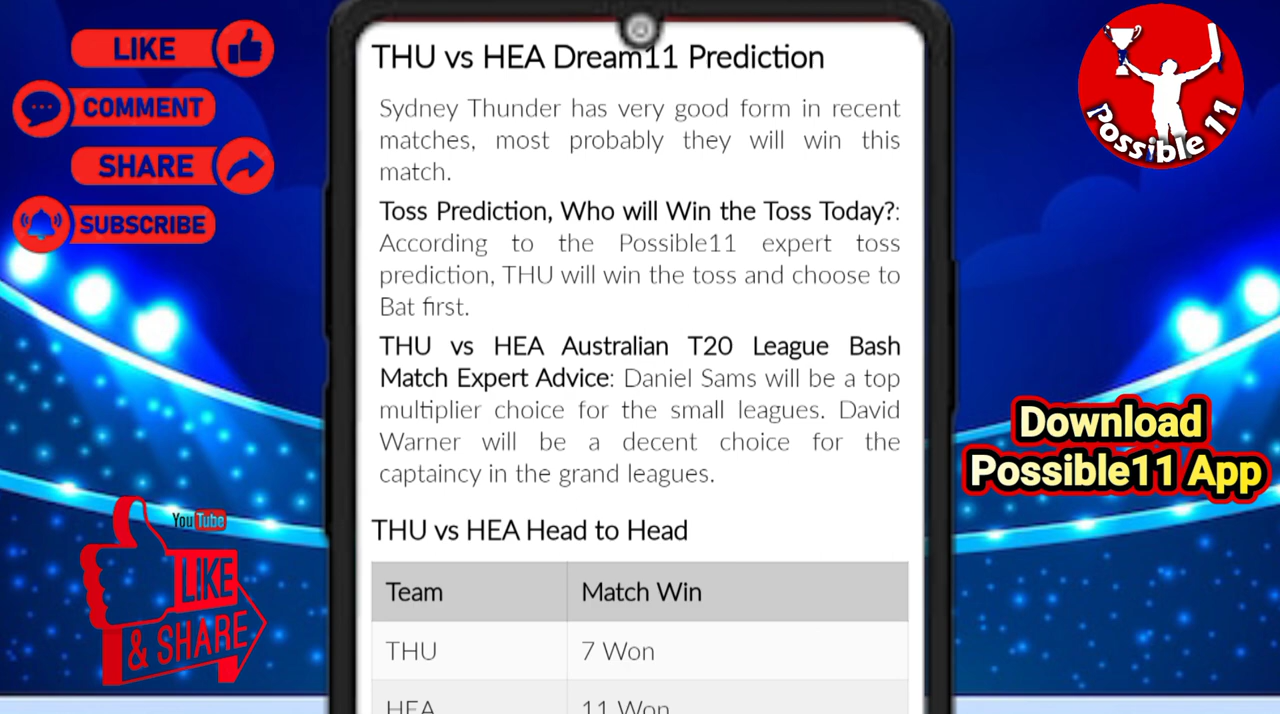 LIKE
COMMENT
SHARE
SUBSCRIBE
THU vs HEA Dream11 Prediction
Sydney Thunder has very good form in recent
matches, most probably they will win this
match.
Toss Prediction, Who will Win the Toss Today?:
According to the Possible11 expert toss
prediction, THU will win the toss and choose to
Bat first.
THU vs HEA Australian T20 League Bash
Match Expert Advice: Daniel Sams will be a top
multiplier choice for the small leagues. David
Warner will be a decent choice for the
captaincy in the grand leagues.
THU vs HEA Head to Head
Team Match Win
THU 7 Won
HEA 11 Won
Possible 11
Download
Possible11 App
YouTube
LIKE
& SHARE